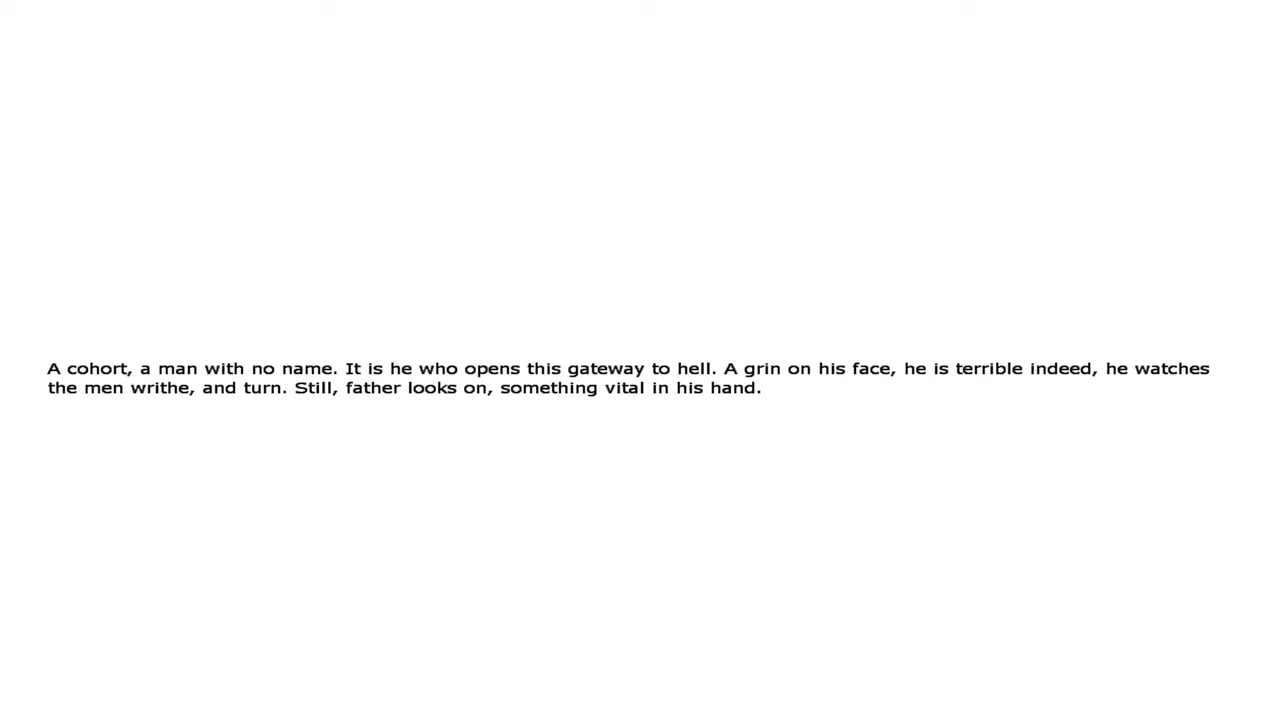 A cohort, a man with no name. It is he who opens this gateway to hell. A grin on his face, he is terrible indeed, he watches
the men writhe, and turn. Still, father looks on, something vital in his hand.